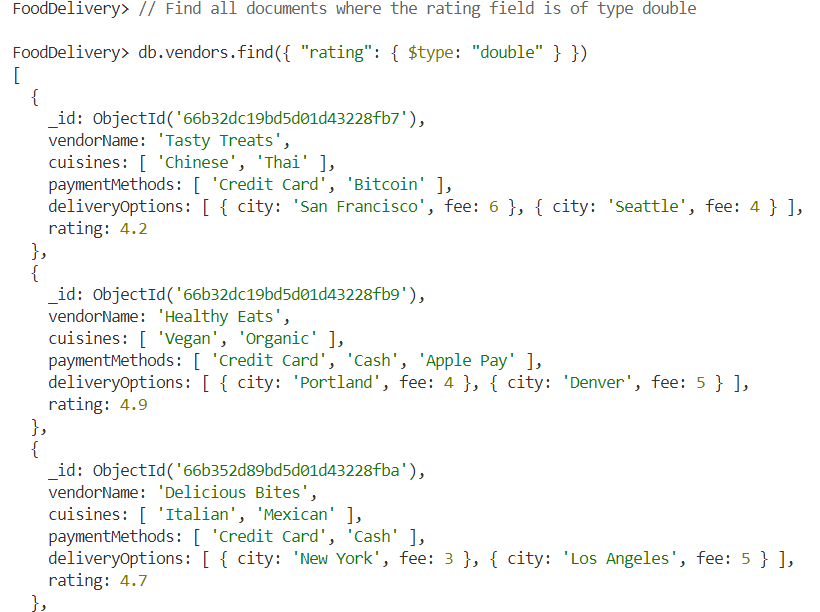 FoodDelivery> // Find all documents where the rating field is of type double
FoodDelivery> db.vendors.find({ "rating": { $type: "double" } })
[
  {
    _id: ObjectId('66b32dc19bd5d01d43228fb7'),
    vendorName: 'Tasty Treats',
    cuisines: [ 'Chinese', 'Thai' ],
    paymentMethods: [ 'Credit Card', 'Bitcoin' ],
    deliveryOptions: [ { city: 'San Francisco', fee: 6 }, { city: 'Seattle', fee: 4 } ],
    rating: 4.2
  },
  {
    _id: ObjectId('66b32dc19bd5d01d43228fb9'),
    vendorName: 'Healthy Eats',
    cuisines: [ 'Vegan', 'Organic' ],
    paymentMethods: [ 'Credit Card', 'Cash', 'Apple Pay' ],
    deliveryOptions: [ { city: 'Portland', fee: 4 }, { city: 'Denver', fee: 5 } ],
    rating: 4.9
  },
  {
    _id: ObjectId('66b352d89bd5d01d43228fba'),
    vendorName: 'Delicious Bites',
    cuisines: [ 'Italian', 'Mexican' ],
    paymentMethods: [ 'Credit Card', 'Cash' ],
    deliveryOptions: [ { city: 'New York', fee: 3 }, { city: 'Los Angeles', fee: 5 } ],
    rating: 4.7
  },